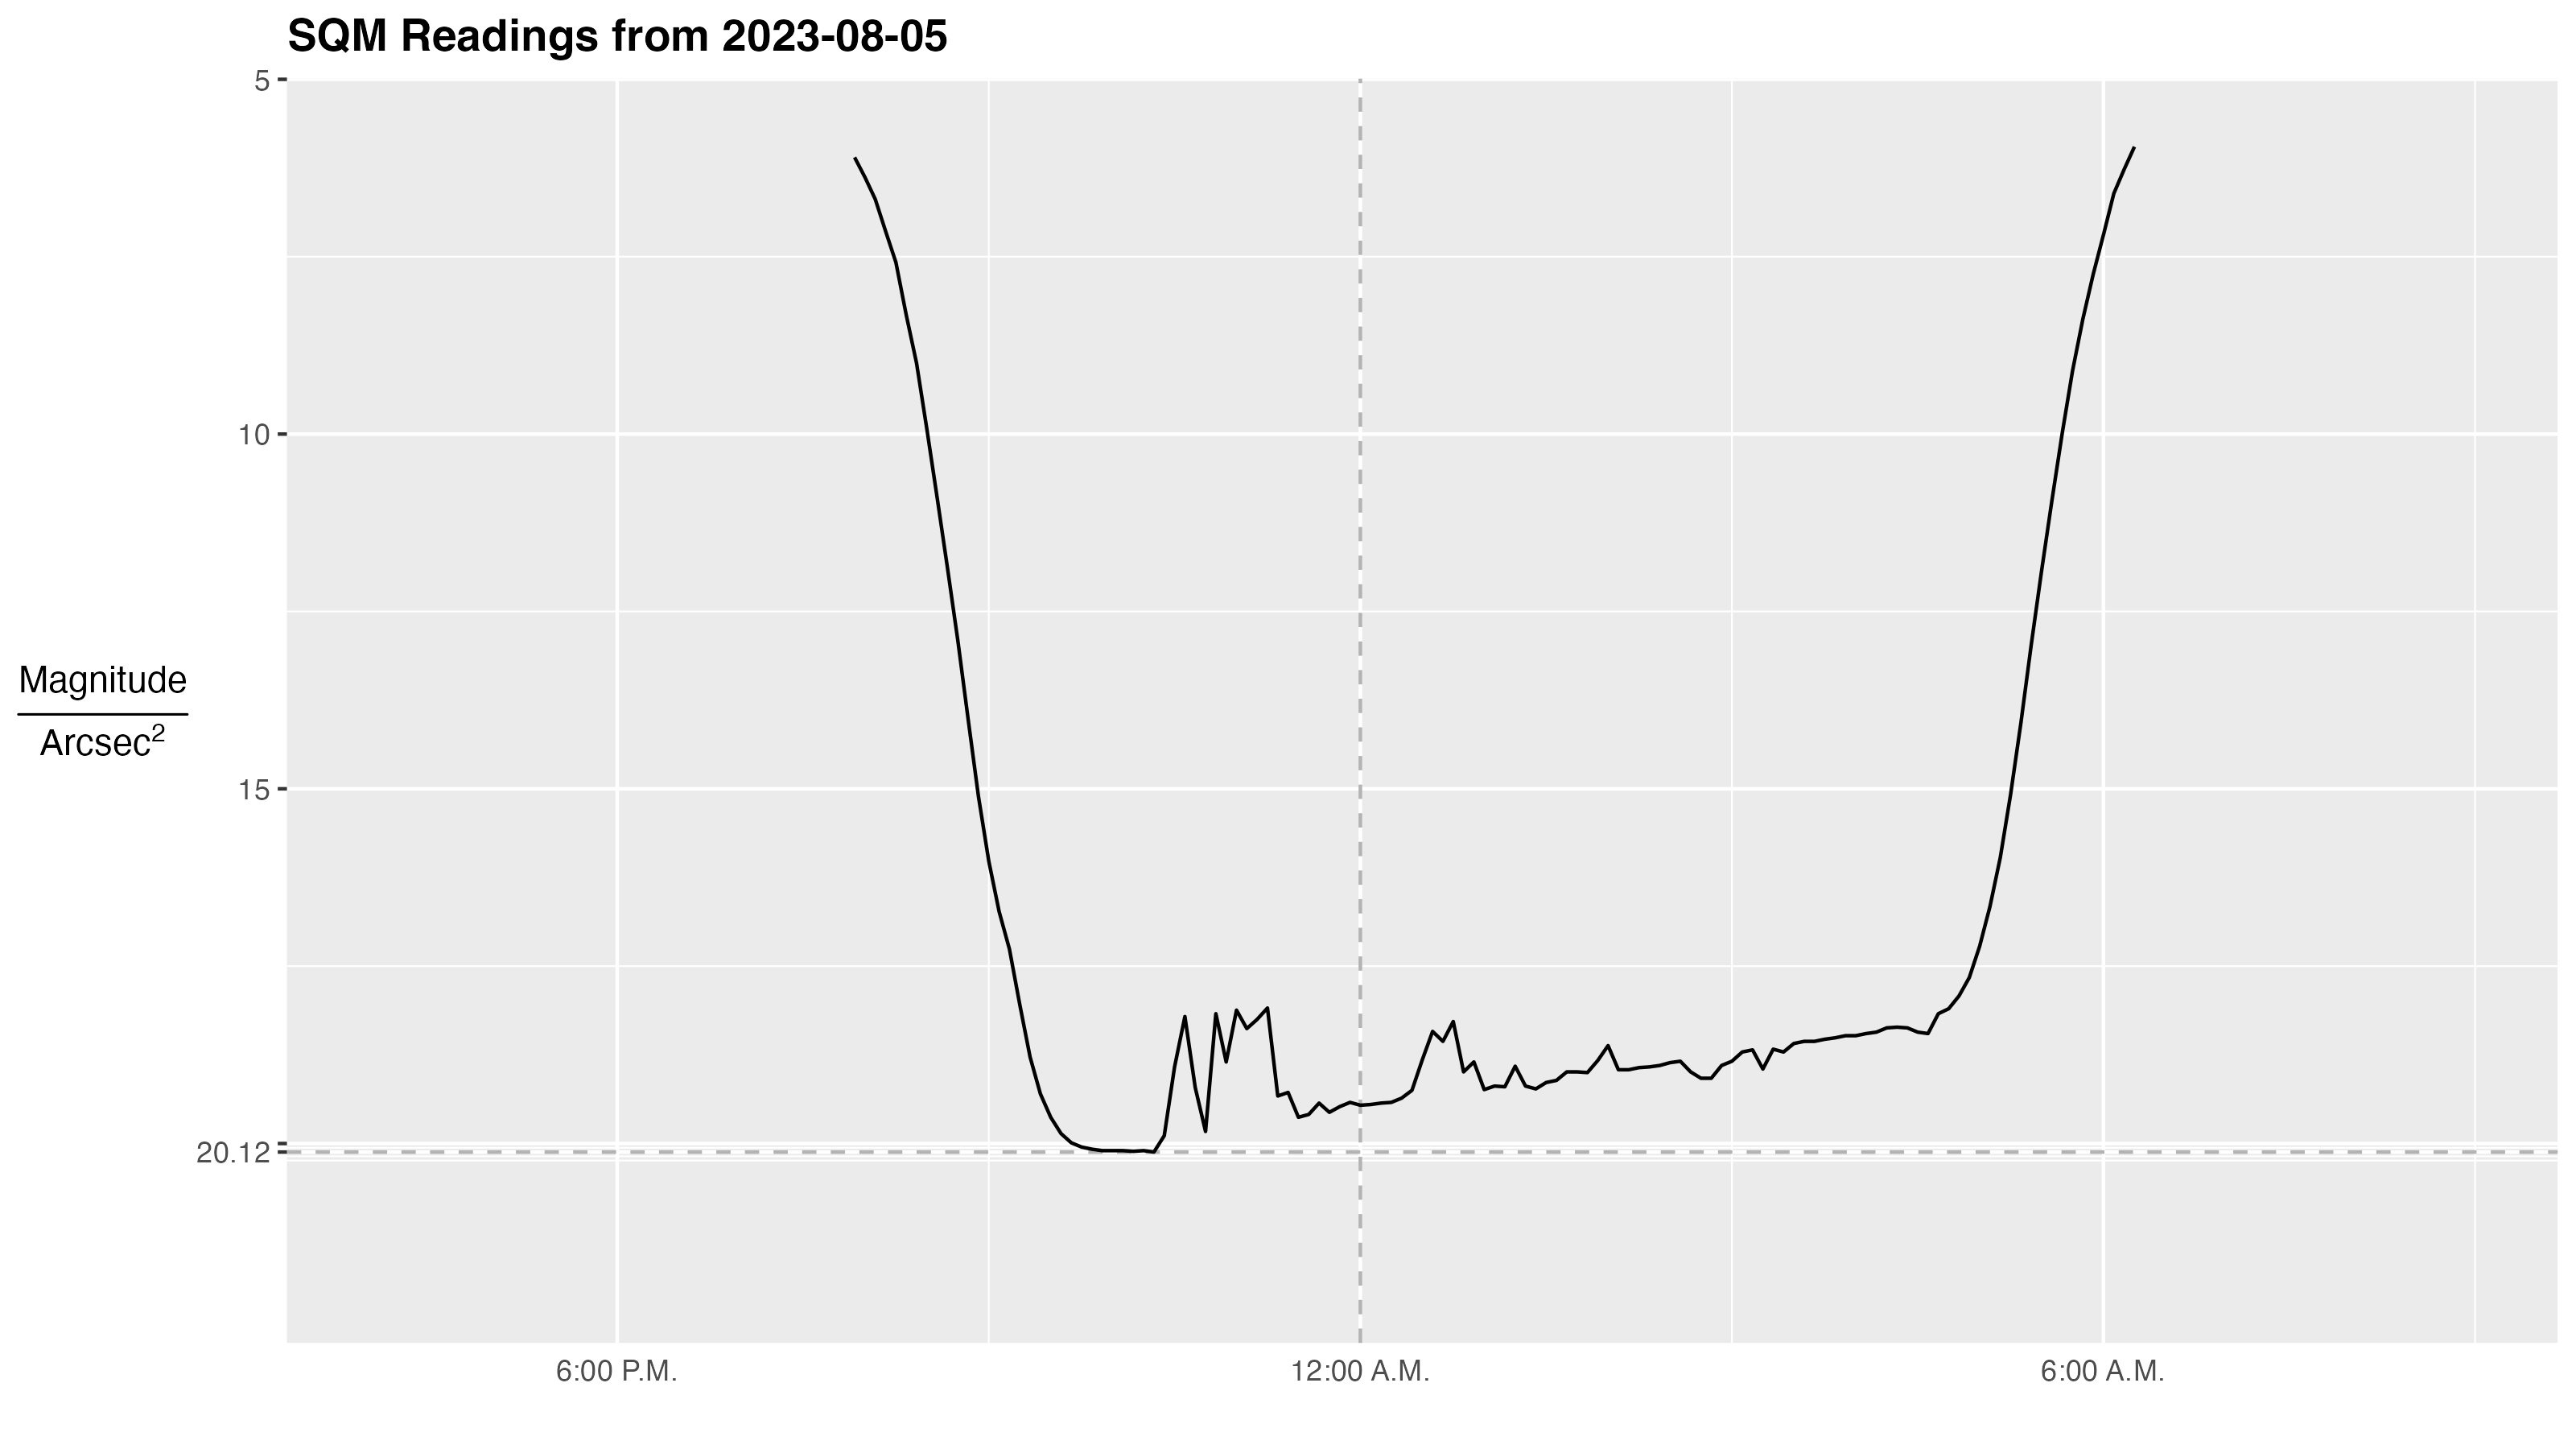 SQM Readings from 2023-08-05
5
10
15
20.12
Magnitude
Arcsec²
6:00 P.M.
12:00 A.M.
6:00 A.M.